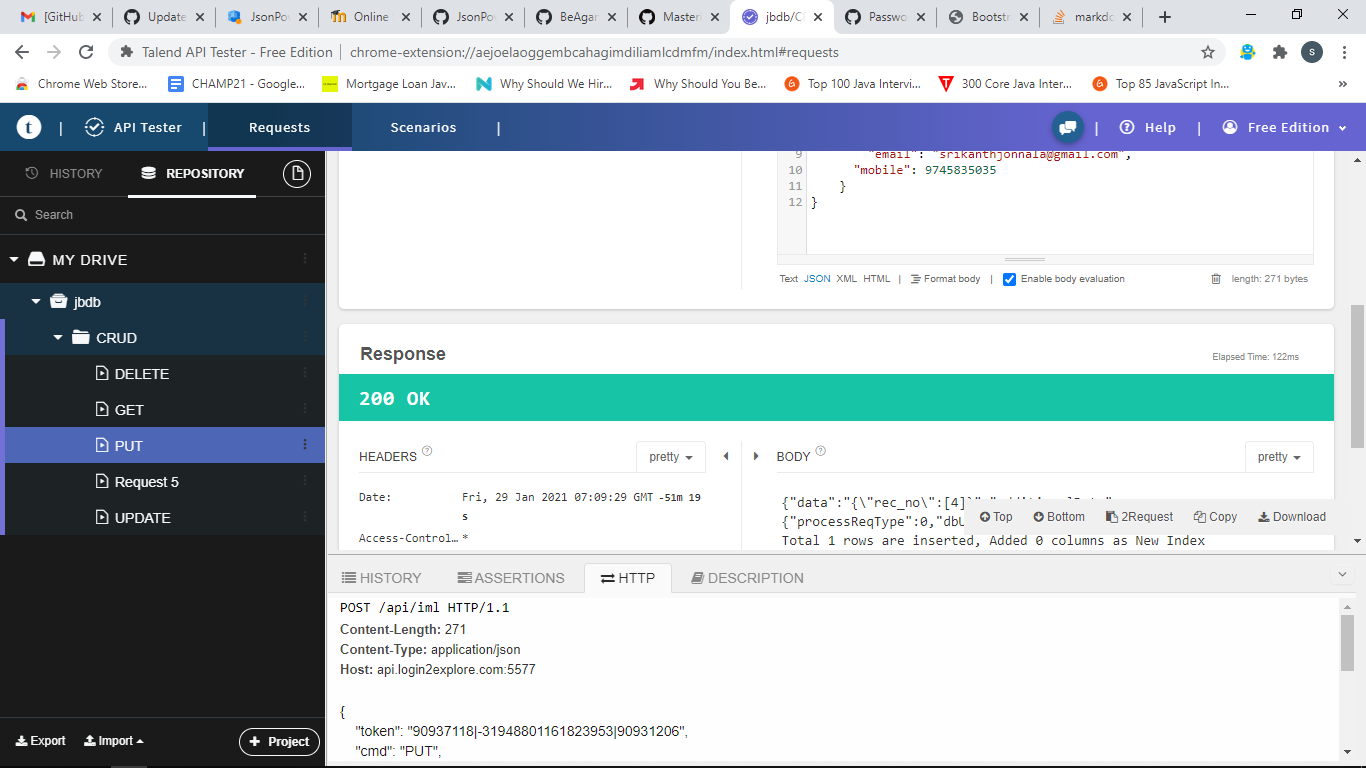 [GitHub
Update
JsonPo
Online
JsonPo
BeAgar
Masteri
jbdb/C
Passwo
Bootstr
markdo
Talend API Tester - Free Edition | chrome-extension://aejoelaoggembcahagimdiliamlcdmfm/index.html#requests
S
Chrome Web Store...
CHAMP21 - Google...
Mortgage Loan Jav...
Why Should We Hir...
Why Should You Be...
Top 100 Java Intervi...
300 Core Java Inter...
Top 85 JavaScript In...
»
t | API Tester | Requests Scenarios | | Help | Free Edition
HISTORY REPOSITORY
Search
MY DRIVE
jbdb
CRUD
DELETE
GET
PUT
Request 5
UPDATE
Export Import + Project
9 "email": "srikanthjonnala@gmail.com",
10 "mobile": 9745835035
11 }
12 }
Text JSON XML HTML | Format body | Enable body evaluation length: 271 bytes
Response
Elapsed Time: 122ms
200 OK
HEADERS ? pretty
BODY ? pretty
Date: Fri, 29 Jan 2021 07:09:29 GMT -51m 19
s
Access-Control… *
{"data":"{\"rec_no\":[4]
{"processReqType":0,"dbU
Total 1 rows are inserted, Added 0 columns as New Index
Top Bottom 2Request Copy Download
HISTORY ASSERTIONS HTTP DESCRIPTION
POST /api/iml HTTP/1.1
Content-Length: 271
Content-Type: application/json
Host: api.login2explore.com:5577
{
"token": "90937118|-31948801161823953|90931206",
"cmd": "PUT",